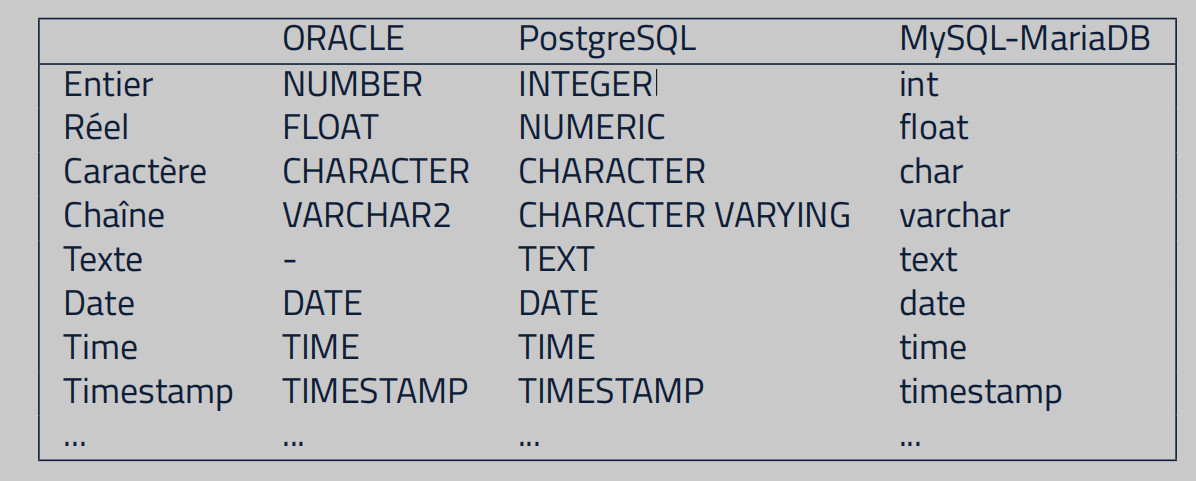 ORACLE PostgreSQL MySQL-MariaDB
Entier NUMBER INTEGER int
Réel FLOAT NUMERIC float
Caractère CHARACTER CHARACTER char
Chaîne VARCHAR2 CHARACTER VARYING varchar
Texte - TEXT text
Date DATE DATE date
Time TIME TIME time
Timestamp TIMESTAMP TIMESTAMP timestamp
... ... ... ...